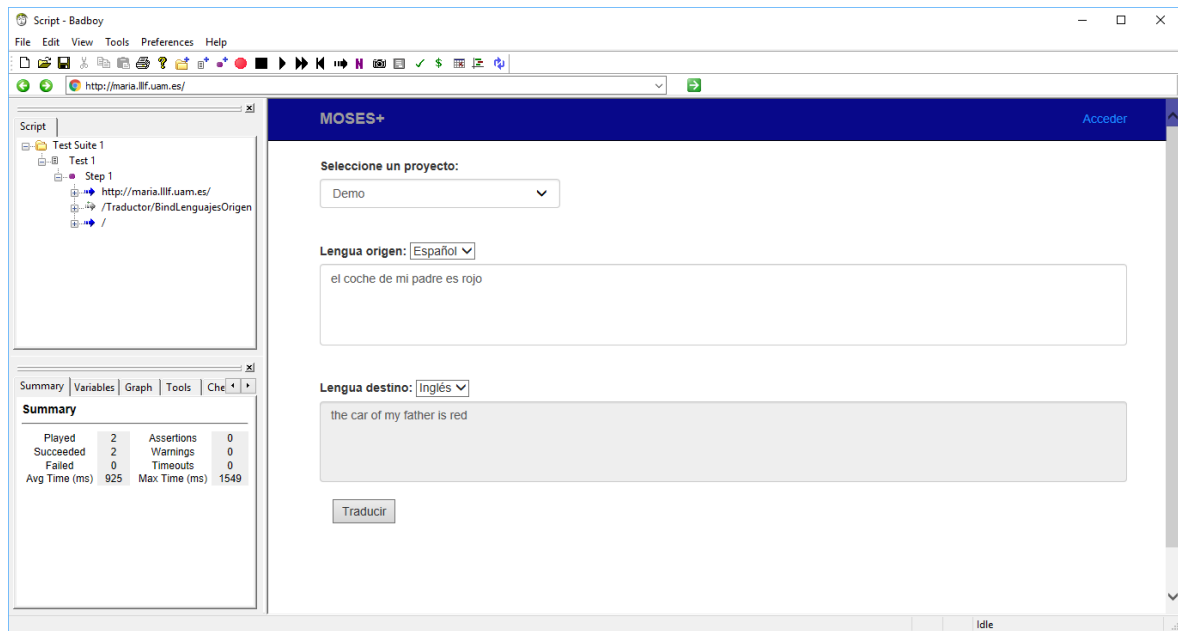 Script - Badboy
File Edit View Tools Preferences Help
http://maria.lllf.uam.es/
Script
Test Suite 1
Test 1
Step 1
http://maria.lllf.uam.es/
/Traductor/BindLenguajesOrigen
/
Summary Variables Graph Tools Che
Summary
Played 2 Assertions 0
Succeeded 2 Warnings 0
Failed 0 Timeouts 0
Avg Time (ms) 925 Max Time (ms) 1549
MOSES+ Acceder
Seleccione un proyecto:
Demo
Lengua origen: Español
el coche de mi padre es rojo
Lengua destino: Inglés
the car of my father is red
Traducir
Idle